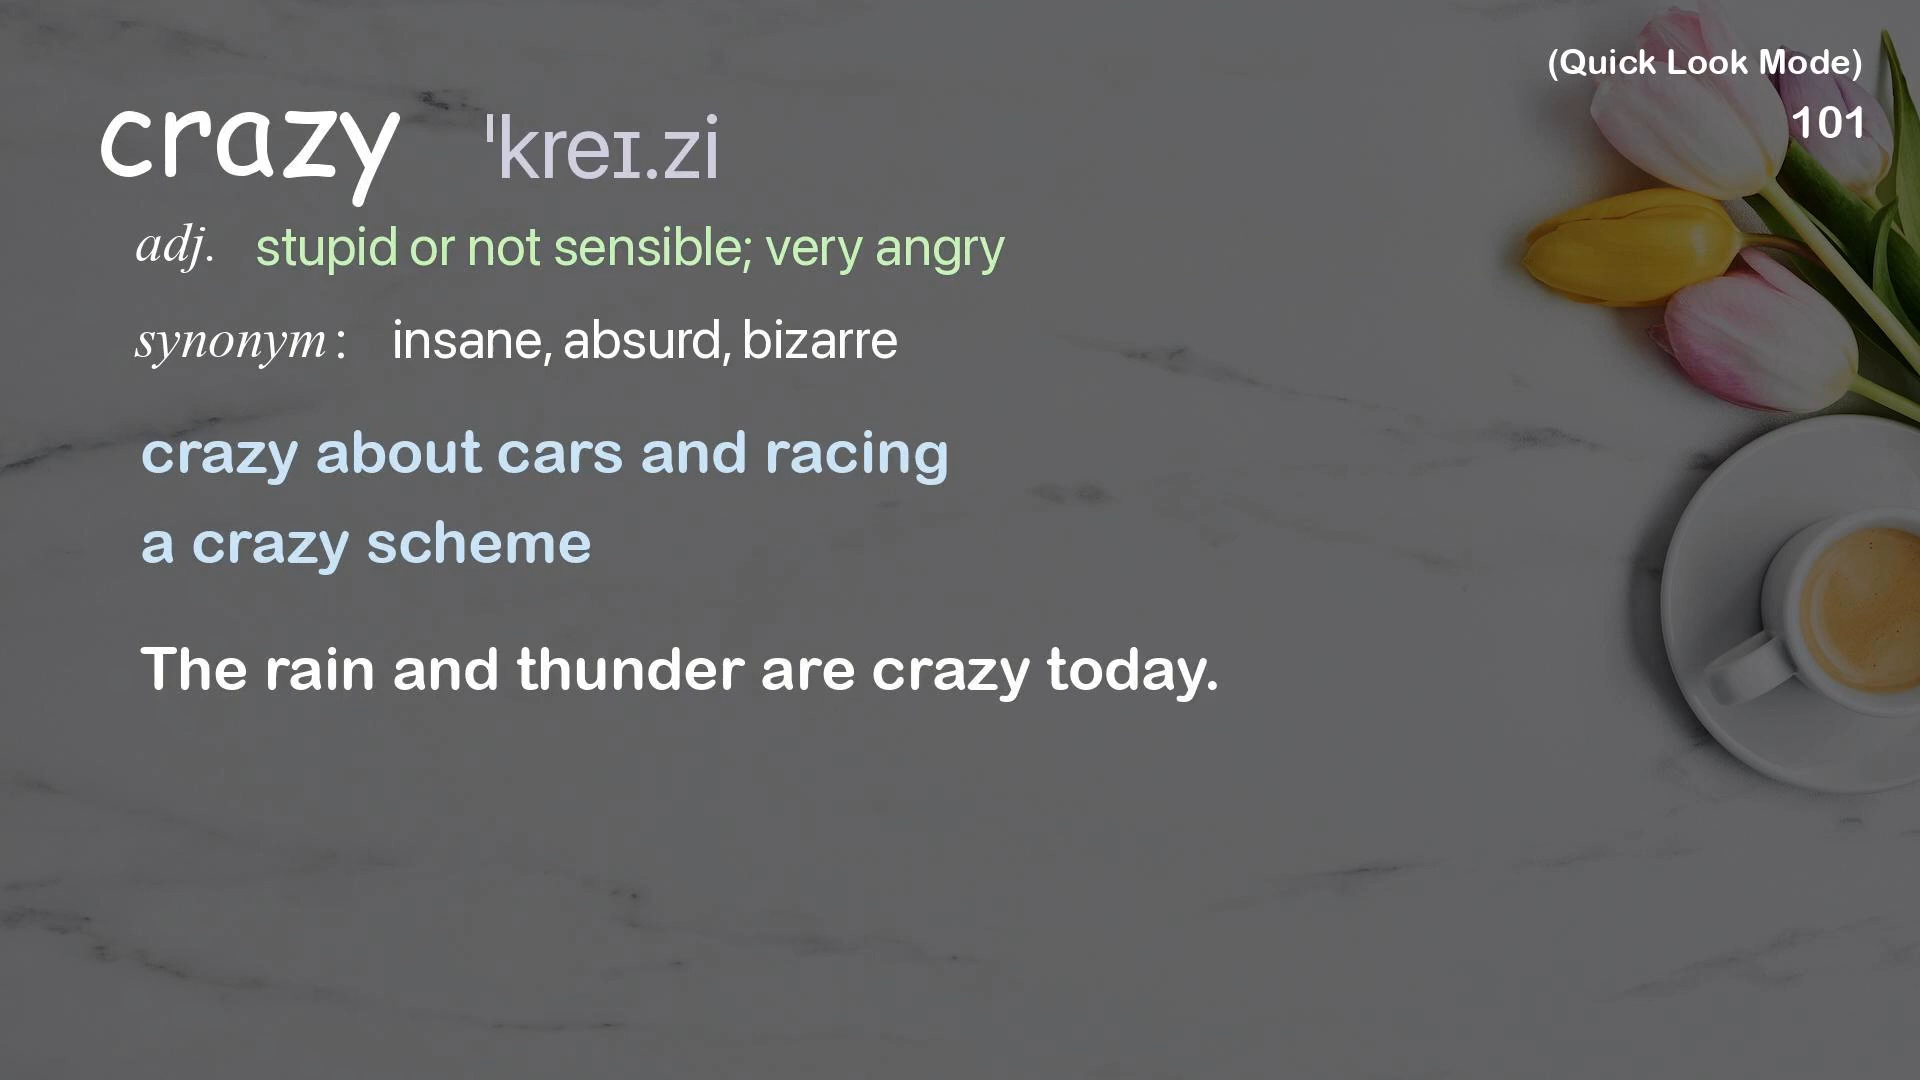 (Quick Look Mode)
101
crazy ˈkreɪ.zi
adj. stupid or not sensible; very angry
synonym: insane, absurd, bizarre
crazy about cars and racing
a crazy scheme
The rain and thunder are crazy today.